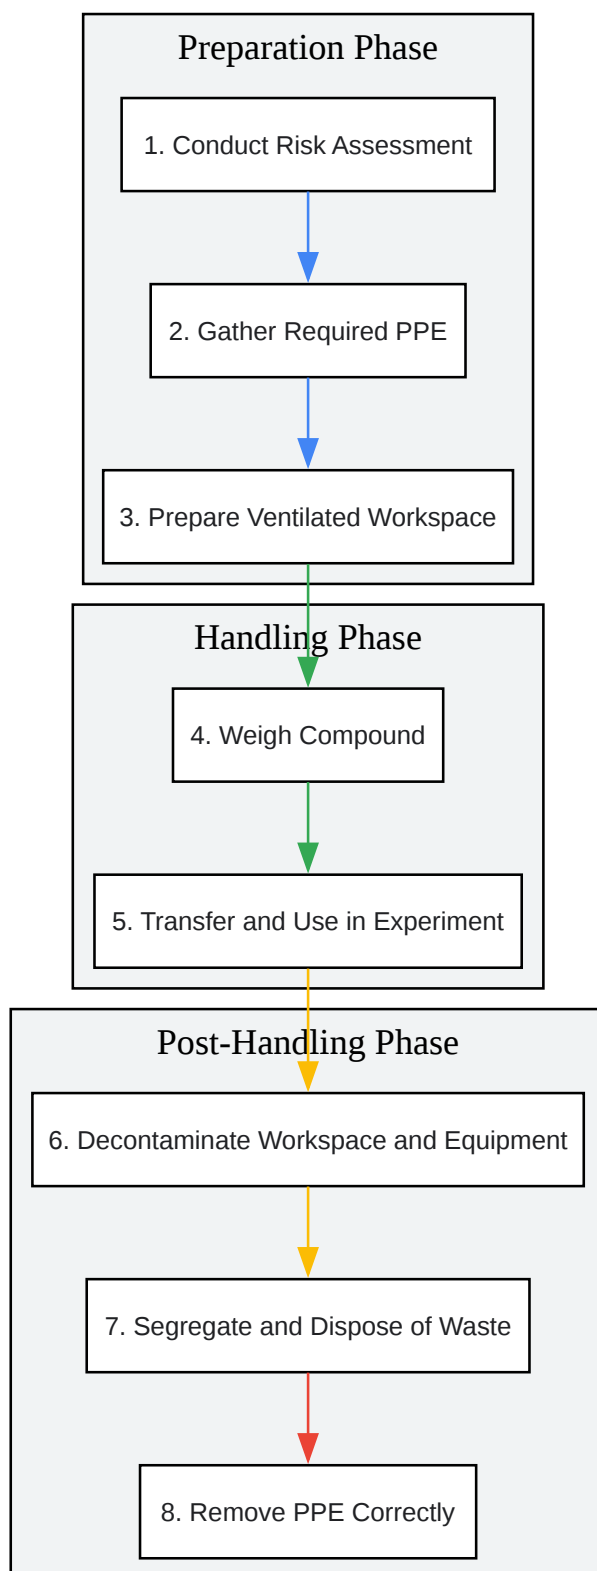 Preparation Phase
1. Conduct Risk Assessment
2. Gather Required PPE
3. Prepare Ventilated Workspace
Handling Phase
4. Weigh Compound
5. Transfer and Use in Experiment
Post-Handling Phase
6. Decontaminate Workspace and Equipment
7. Segregate and Dispose of Waste
8. Remove PPE Correctly